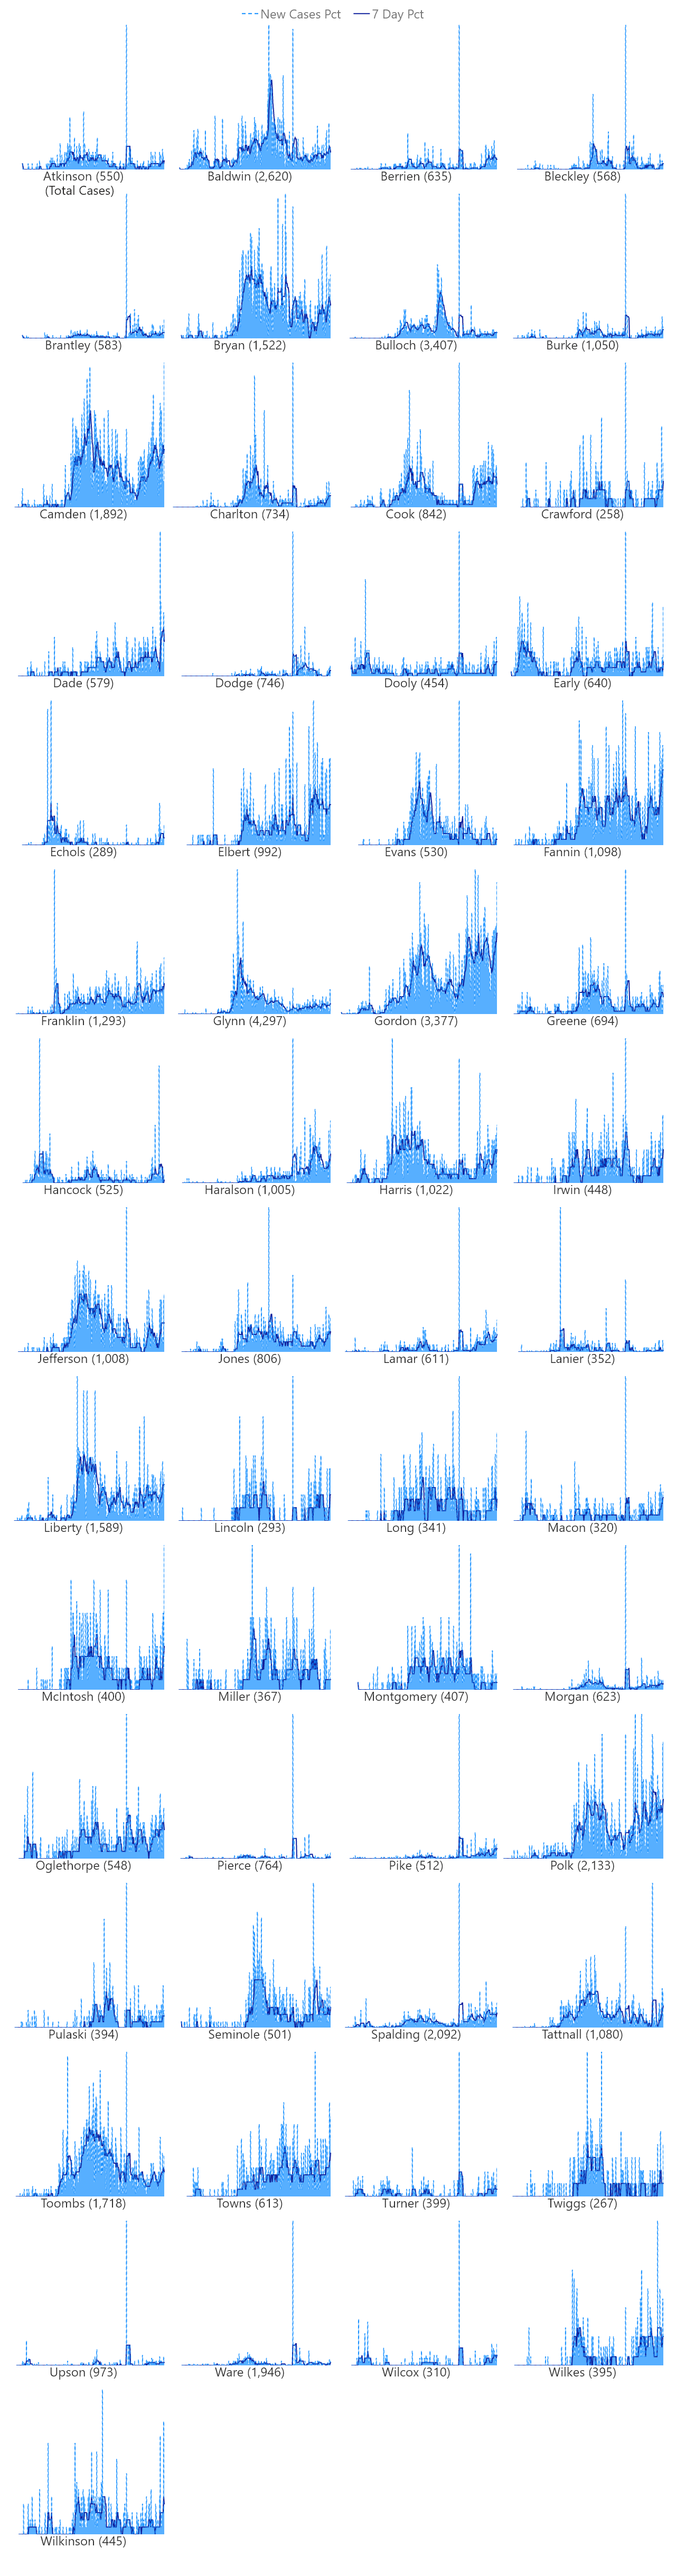 New Cases Pct 7 Day Pct
Atkinson (550) Baldwin (2,620) Berrien (635) Bleckley (568)
(Total Cases)
Brantley (583) Bryan (1,522) Bulloch (3,407) Burke (1,050)
Camden (1,892) Charlton (734) Cook (842) Crawford (258)
Dade (579) Dodge (746) Dooly (454) Early (640)
Echols (289) Elbert (992) Evans (530) Fannin (1,098)
Franklin (1,293) Glynn (4,297) Gordon (3,377) Greene (694)
Hancock (525) Haralson (1,005) Harris (1,022) Irwin (448)
Jefferson (1,008) Jones (806) Lamar (611) Lanier (352)
Liberty (1,589) Lincoln (293) Long (341) Macon (320)
McIntosh (400) Miller (367) Montgomery (407) Morgan (623)
Oglethorpe (548) Pierce (764) Pike (512) Polk (2,133)
Pulaski (394) Seminole (501) Spalding (2,092) Tattnall (1,080)
Toombs (1,718) Towns (613) Turner (399) Twiggs (267)
Upson (973) Ware (1,946) Wilcox (310) Wilkes (395)
Wilkinson (445)